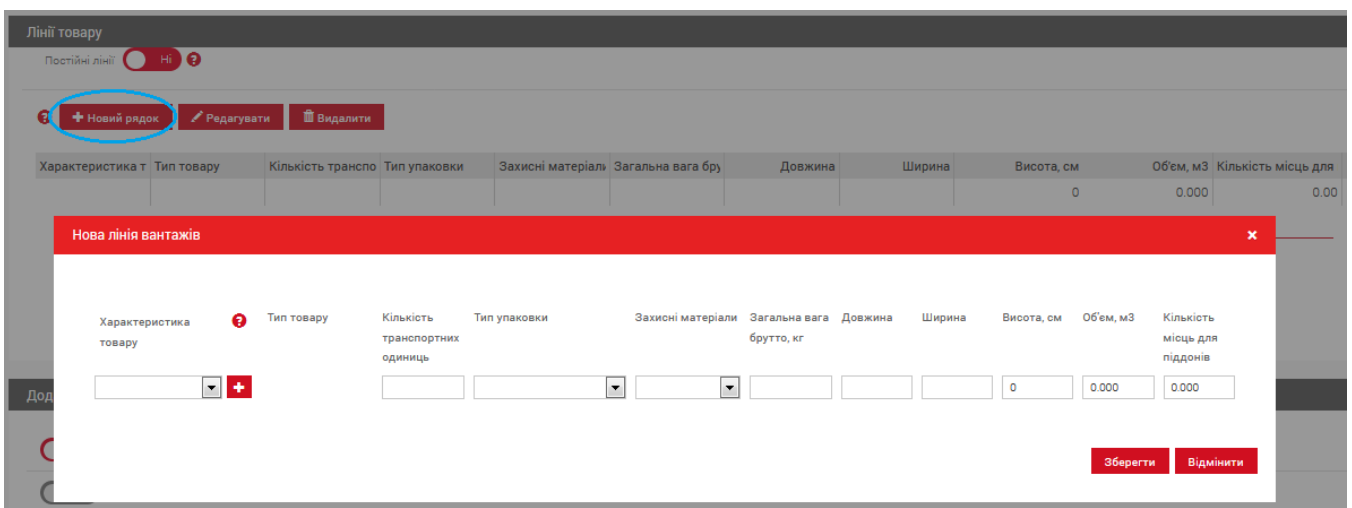 Лінії товару
Постійні лінії Ні ?
? + Новий рядок Редагувати Видалити
Характеристика т Тип товару Кількість транспо Тип упаковки Захисні матеріали Загальна вага бру Довжина Ширина Висота, см Об'єм, м3 Кількість місць для
0 0.000 0.00
Нова лінія вантажів ×
Характеристика ? Тип товару Кількість Тип упаковки Захисні матеріали Загальна вага Довжина Ширина Висота, см Об'єм, м3 Кількість
товару транспортних брутто, кг місць для
одиниць піддонів
+ 0 0.000 0.000
Дод
Зберегти Відмінити